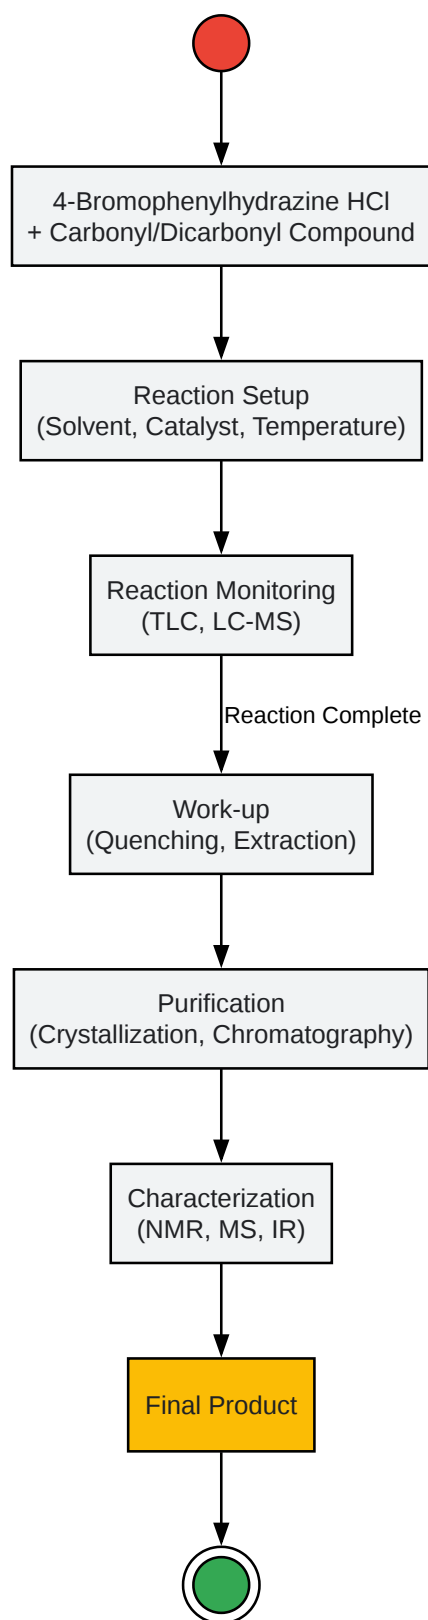 4-Bromophenylhydrazine HCl
+ Carbonyl/Dicarbonyl Compound
Reaction Setup
(Solvent, Catalyst, Temperature)
Reaction Monitoring
(TLC, LC-MS)
Reaction Complete
Work-up
(Quenching, Extraction)
Purification
(Crystallization, Chromatography)
Characterization
(NMR, MS, IR)
Final Product